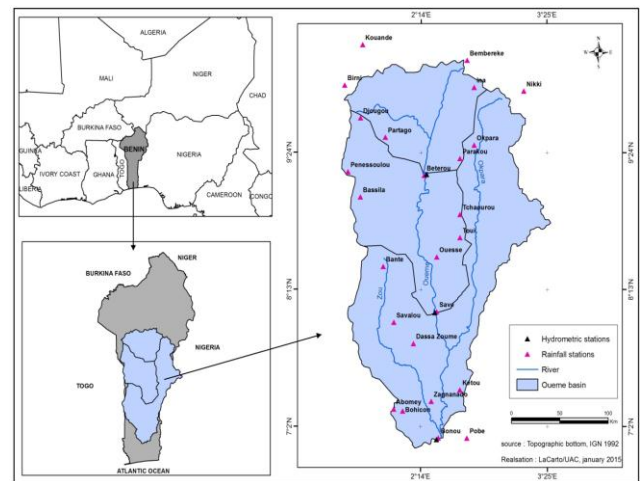 ALGERIA
MALI
NIGER
CHAD
BURKINA FASO
BENIN
GUINEA
IVORY COAST
GHANA
TOGO
NIGERIA
LIBERIA
CAMEROON
CONGO
NIGER
BURKINA FASO
NIGERIA
TOGO
ATLANTIC OCEAN
2°14'E
3°25'E
Kouande
Bembereke
Birni
Ina
Nikki
Djougou
Partago
Okpara
9°24'
9°24'N
Parakou
Penessoulou
Beterou
Okpara
Bassila
Tchaourou
Toui
Ouesse
Bante
Oueme
8°13'N
8°13'N
Zou
Save
Savalou
Dassa Zoume
Hydrometric stations
Rainfall stations
River
Oueme basin
Ketou
Zagnanado
Abomey
Bohicon
0
50
100
Km
7°2'N
7°2'N
Bonou
Pobe
source : Topographic bottom, IGN 1992
Realsation : LaCarto/UAC, january 2015
2°14'E
3°25'E